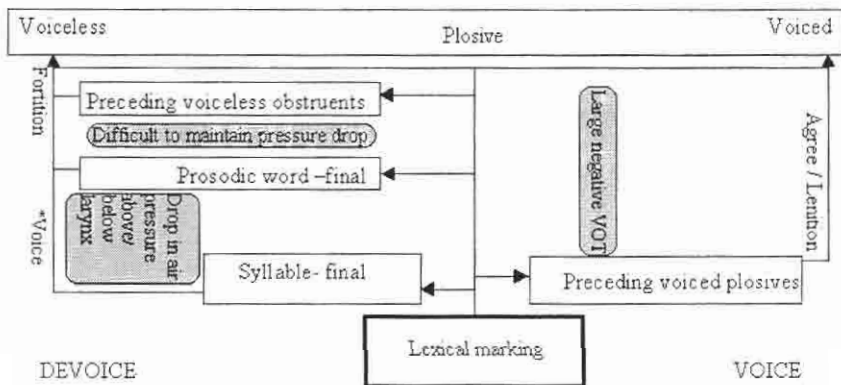 Voiceless Plosive Voiced
Fortition
Preceding voiceless obstruents
Difficult to maintain pressure drop
Prosodic word –final
*Voice
Drop in air
pressure
above/
below
larynx
Syllable- final
Large negative VOT
Agree / Lenition
Preceding voiced plosives
Lexical marking
DEVOICE VOICE